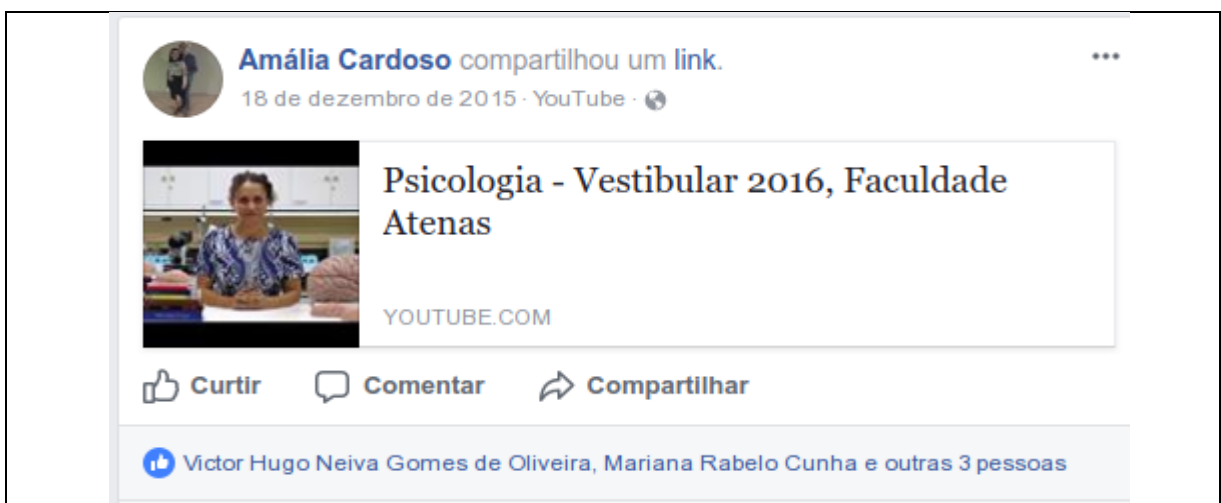 Amália Cardoso compartilhou um link.
18 de dezembro de 2015 · YouTube ·
Psicologia - Vestibular 2016, Faculdade
Atenas
YOUTUBE.COM
Curtir Comentar Compartilhar
Victor Hugo Neiva Gomes de Oliveira, Mariana Rabelo Cunha e outras 3 pessoas